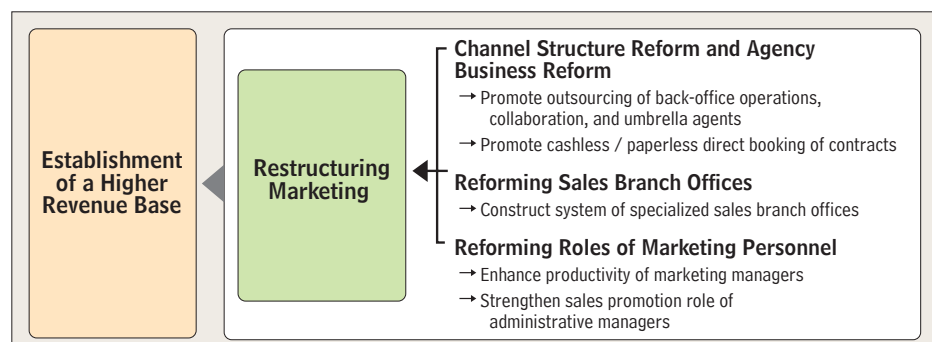 Establishment
of a Higher
Revenue Base
Restructuring
Marketing
Channel Structure Reform and Agency
Business Reform
→ Promote outsourcing of back-office operations,
collaboration, and umbrella agents
→ Promote cashless / paperless direct booking of contracts
Reforming Sales Branch Offices
→ Construct system of specialized sales branch offices
Reforming Roles of Marketing Personnel
→ Enhance productivity of marketing managers
→ Strengthen sales promotion role of
administrative managers